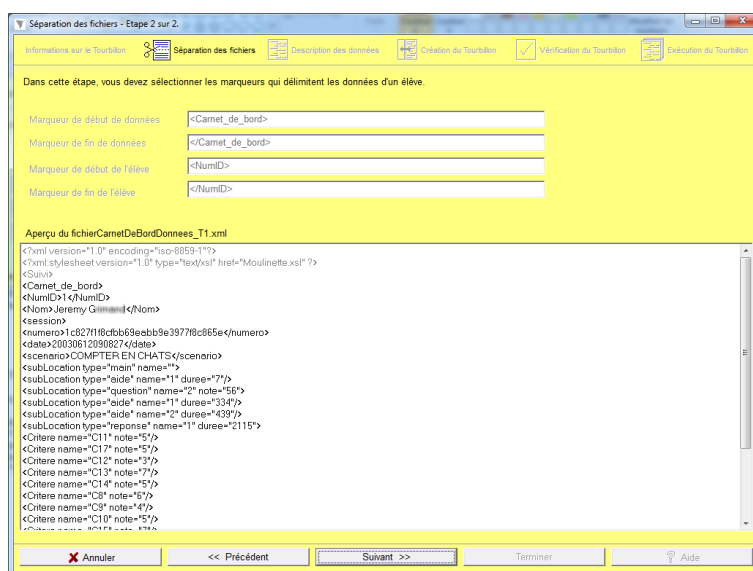 Séparation des fichiers - Etape 2 sur 2.
Informations sur le Tourbillon
Séparation des fichiers
Description des données
Création du Tourbillon
Vérification du Tourbillon
Exécution du Tourbillon
Dans cette étape, vous devez sélectionner les marqueurs qui délimitent les données d'un élève.
Marqueur de début de données <Carnet_de_bord>
Marqueur de fin de données </Carnet_de_bord>
Marqueur de début de l'élève <NumID>
Marqueur de fin de l'élève </NumID>
Aperçu du fichierCarnetDeBordDonnees_T1.xml
<?xml version="1.0" encoding="iso-8859-1"?>
<?xml:stylesheet version="1.0" type="text/xsl" href="Moulinette.xsl" ?>
<Suivi>
<Carnet_de_bord>
<NumID>1</NumID>
<Nom>Jeremy </Nom>
<session>
<numero>1c827f1f8cfbb69eabb9e3977f8c865e</numero>
<date>20030612090827</date>
<scenario>COMPTER EN CHATS</scenario>
<subLocation type="main" name="">
<subLocation type="aide" name="1" duree="7"/>
<subLocation type="question" name="2" note="56">
<subLocation type="aide" name="1" duree="334"/>
<subLocation type="aide" name="2" duree="439"/>
<subLocation type="reponse" name="1" duree="2115">
<Critere name="C11" note="5"/>
<Critere name="C17" note="5"/>
<Critere name="C12" note="3"/>
<Critere name="C13" note="7"/>
<Critere name="C14" note="5"/>
<Critere name="C8" note="6"/>
<Critere name="C9" note="4"/>
<Critere name="C10" note="5"/>
<Critere name="C15" note="7"/>
Annuler
<< Précédent
Suivant >>
Terminer
Aide